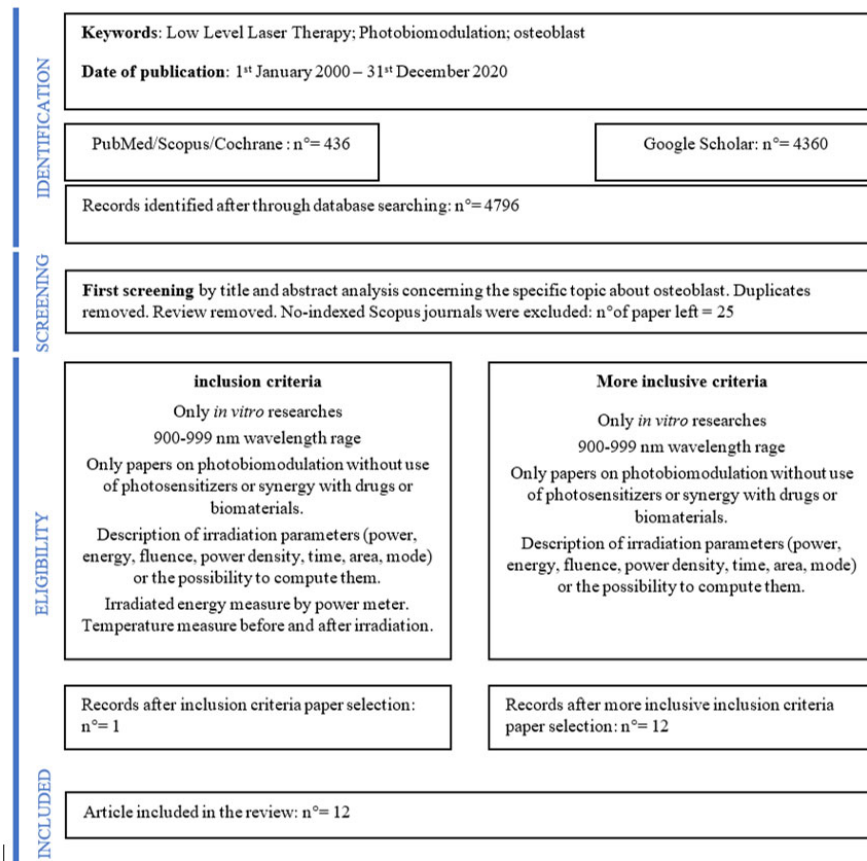 IDENTIFICATION
Keywords: Low Level Laser Therapy; Photobiomodulation; osteoblast
Date of publication: 1st January 2000 – 31st December 2020
PubMed/Scopus/Cochrane : n°= 436
Google Scholar: n°= 4360
Records identified after through database searching: n°= 4796
SCREENING
First screening by title and abstract analysis concerning the specific topic about osteoblast. Duplicates
removed. Review removed. No-indexed Scopus journals were excluded: n°of paper left = 25
ELIGIBILITY
inclusion criteria
Only in vitro researches
900-999 nm wavelength rage
Only papers on photobiomodulation without use
of photosensitizers or synergy with drugs or
biomaterials.
Description of irradiation parameters (power,
energy, fluence, power density, time, area, mode)
or the possibility to compute them.
Irradiated energy measure by power meter.
Temperature measure before and after irradiation.
More inclusive criteria
Only in vitro researches
900-999 nm wavelength rage
Only papers on photobiomodulation without use
of photosensitizers or synergy with drugs or
biomaterials.
Description of irradiation parameters (power,
energy, fluence, power density, time, area, mode)
or the possibility to compute them.
Records after inclusion criteria paper selection:
n°= 1
Records after more inclusive inclusion criteria
paper selection: n°= 12
INCLUDED
Article included in the review: n°= 12